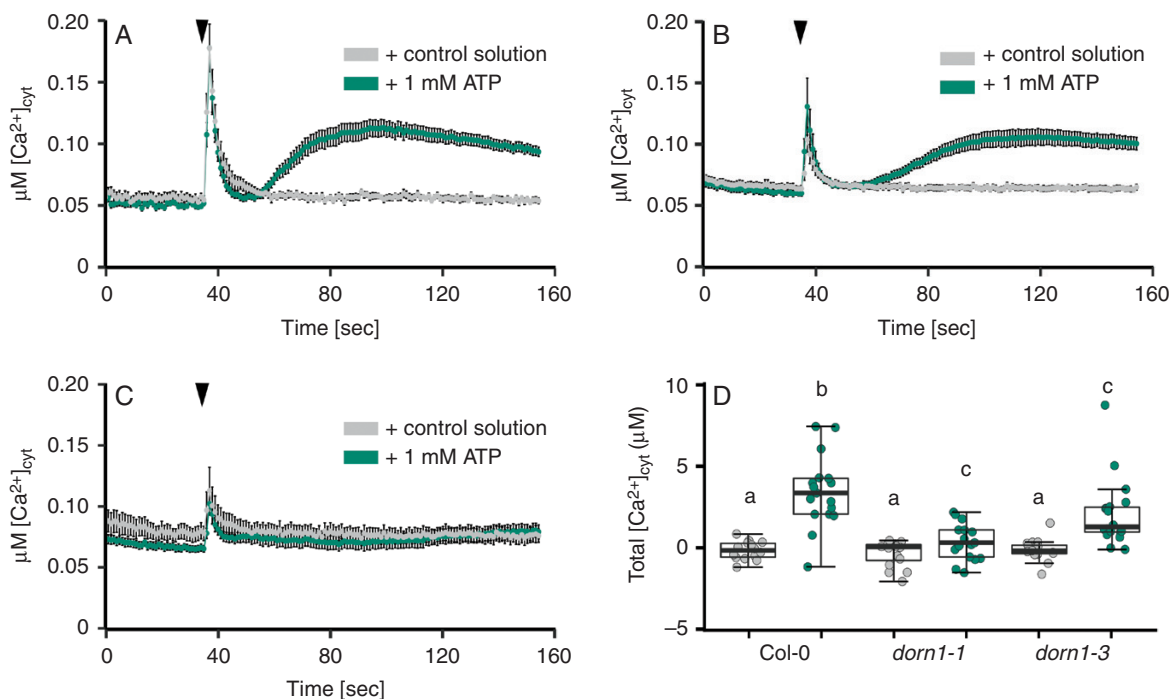 A
0.20
0.15
0.10
0.05
0
μM [Ca²⁺]cyt
+ control solution
+ 1 mM ATP
0 40 80 120 160
Time [sec]
B
0.20
0.15
0.10
0.05
0
μM [Ca²⁺]cyt
+ control solution
+ 1 mM ATP
0 40 80 120 160
Time [sec]
C
0.20
0.15
0.10
0.05
0
μM [Ca²⁺]cyt
+ control solution
+ 1 mM ATP
0 40 80 120 160
Time [sec]
D
10
5
0
–5
Total [Ca²⁺]cyt (μM)
a b a c a c
Col-0 dorn1-1 dorn1-3